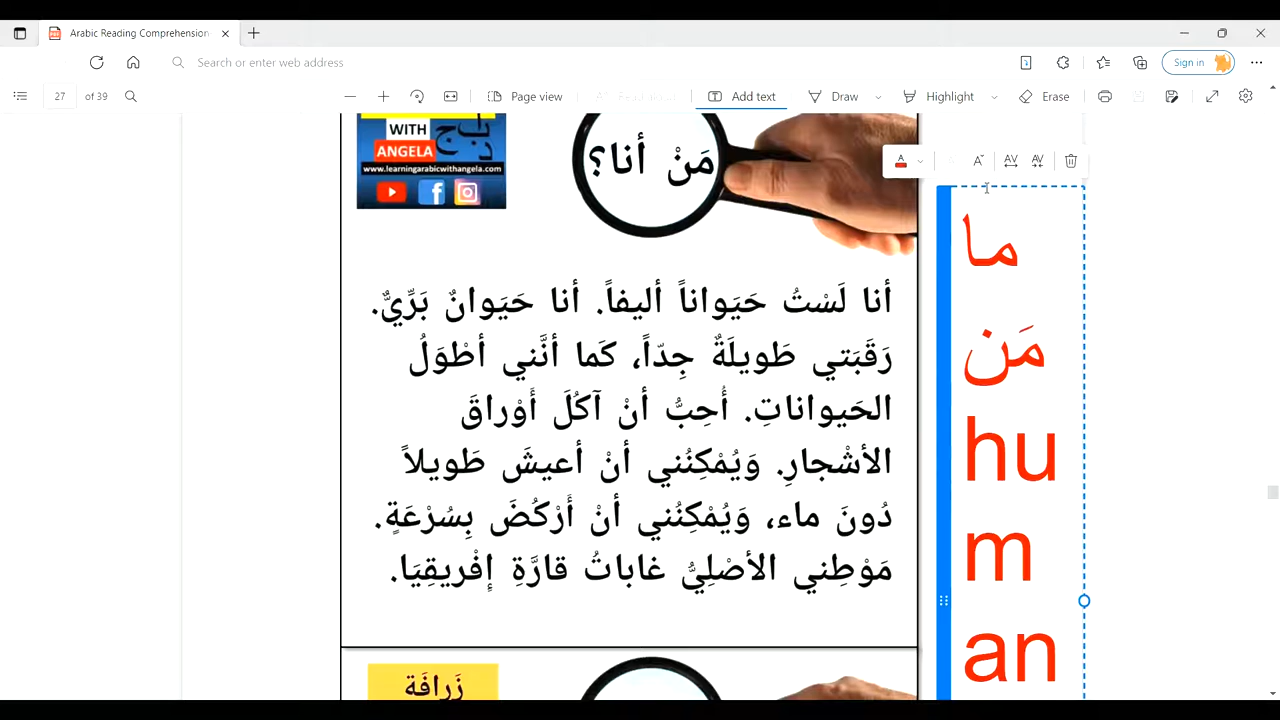 Arabic Reading Comprehension
Search or enter web address
Sign in
27 of 39
Page view
Add text
Draw
Highlight
Erase
WITH
ANGELA
www.learningarabicwithangela.com
مَنْ أنا؟
أنا لَسْتُ حَيَواناً أليفاً. أنا حَيَوانٌ بَرِّيٌّ.
رَقَبَتي طَويلَةٌ جِدّاً، كَما أنَّني أطْوَلُ
الحَيواناتِ. أُحِبُّ أنْ آكُلَ أَوْراقَ
الأشْجارِ. وَيُمْكِنُني أنْ أعيشَ طَويلاً
دُونَ ماء، وَيُمْكِنُني أنْ أَرْكُضَ بِسُرْعَةٍ.
مَوْطِني الأصْلِيُّ غاباتُ قارَّةِ إفْريقِيَا.
زَرافَة
ما
مَن
hu
m
an